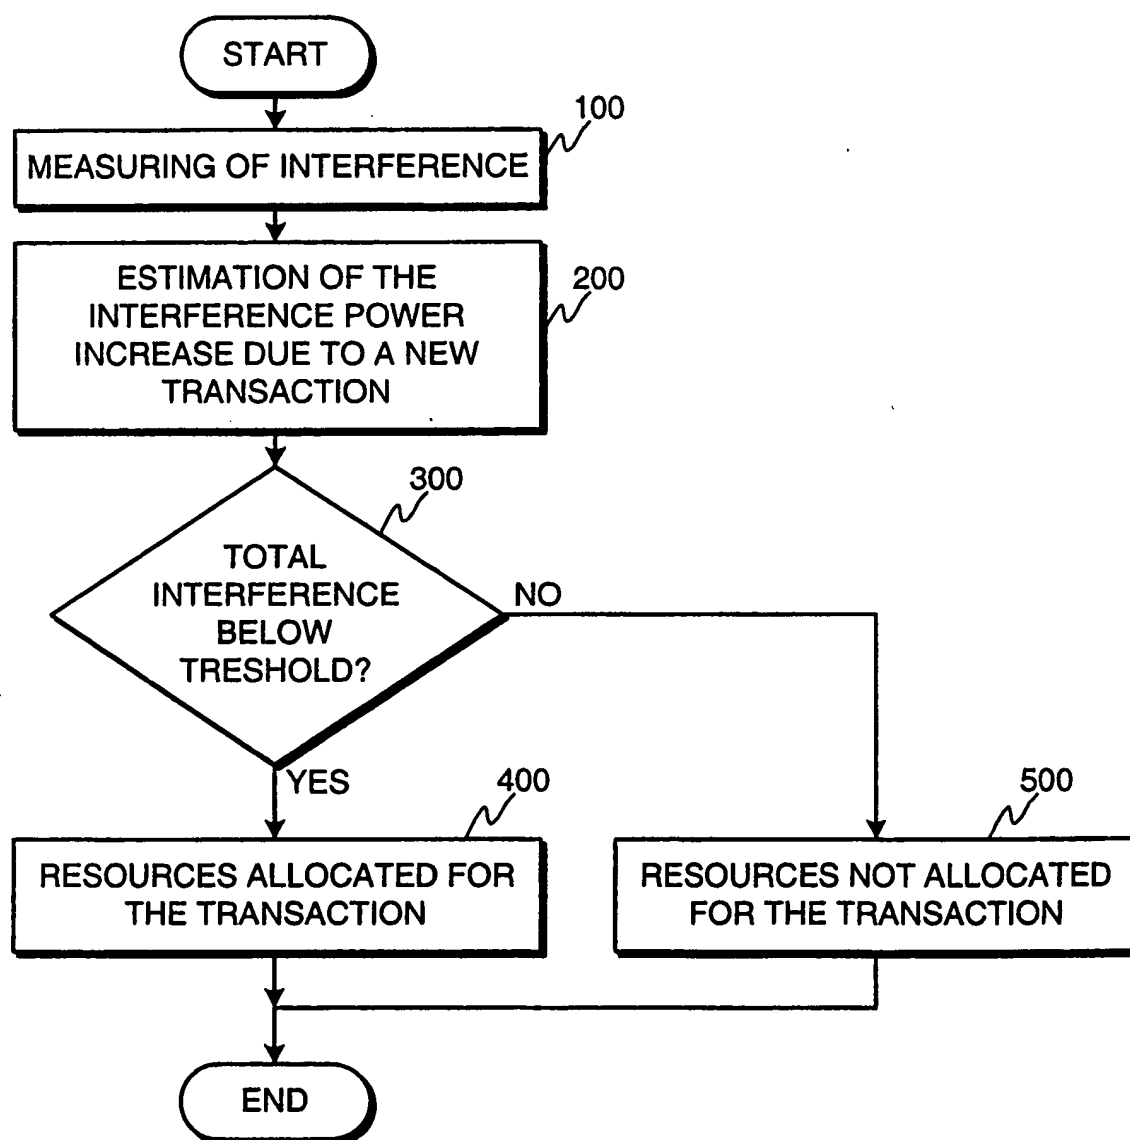 START
100
MEASURING OF INTERFERENCE
200
ESTIMATION OF THE
INTERFERENCE POWER
INCREASE DUE TO A NEW
TRANSACTION
300
TOTAL
INTERFERENCE
BELOW
TRESHOLD?
NO
YES
400
RESOURCES ALLOCATED FOR
THE TRANSACTION
500
RESOURCES NOT ALLOCATED
FOR THE TRANSACTION
END